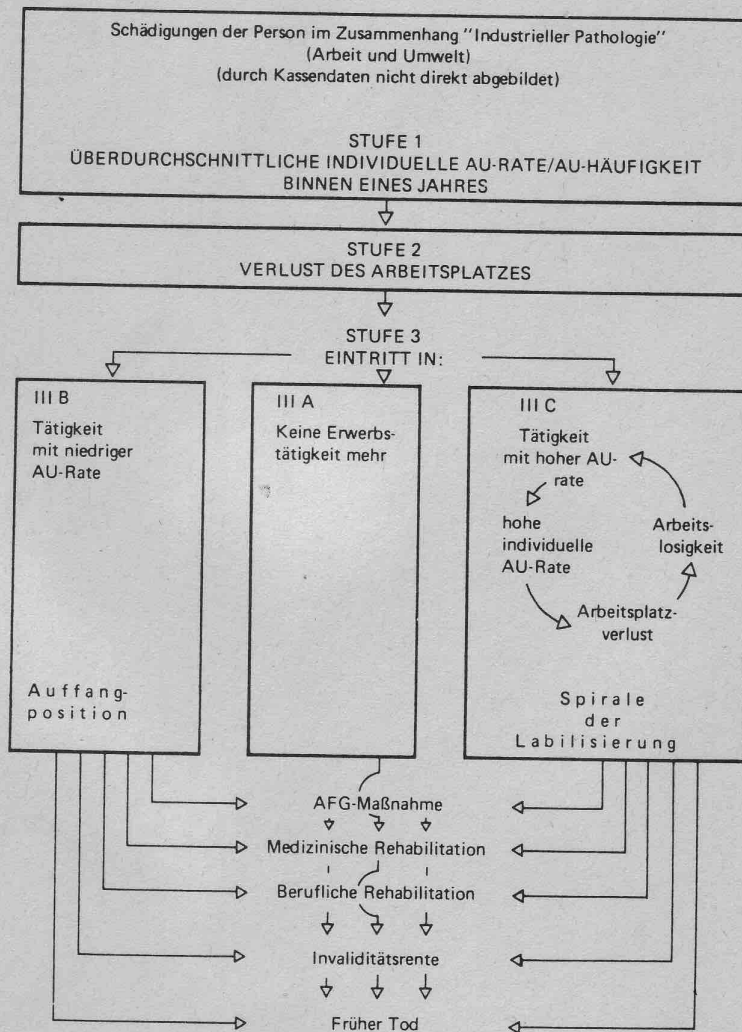 Schädigungen der Person im Zusammenhang "Industrieller Pathologie"
(Arbeit und Umwelt)
(durch Kassendaten nicht direkt abgebildet)
STUFE 1
ÜBERDURCHSCHNITTLICHE INDIVIDUELLE AU-RATE/AU-HÄUFIGKEIT
BINNEN EINES JAHRES
STUFE 2
VERLUST DES ARBEITSPLATZES
STUFE 3
EINTRITT IN:
III B
Tätigkeit
mit niedriger
AU-Rate
Auffang-
position
III A
Keine Erwerbs-
tätigkeit mehr
III C
Tätigkeit
mit hoher AU-
rate
hohe
individuelle
AU-Rate
Arbeits-
losigkeit
Arbeitsplatz-
verlust
Spirale
der
Labilisierung
AFG-Maßnahme
Medizinische Rehabilitation
Berufliche Rehabilitation
Invaliditätsrente
Früher Tod